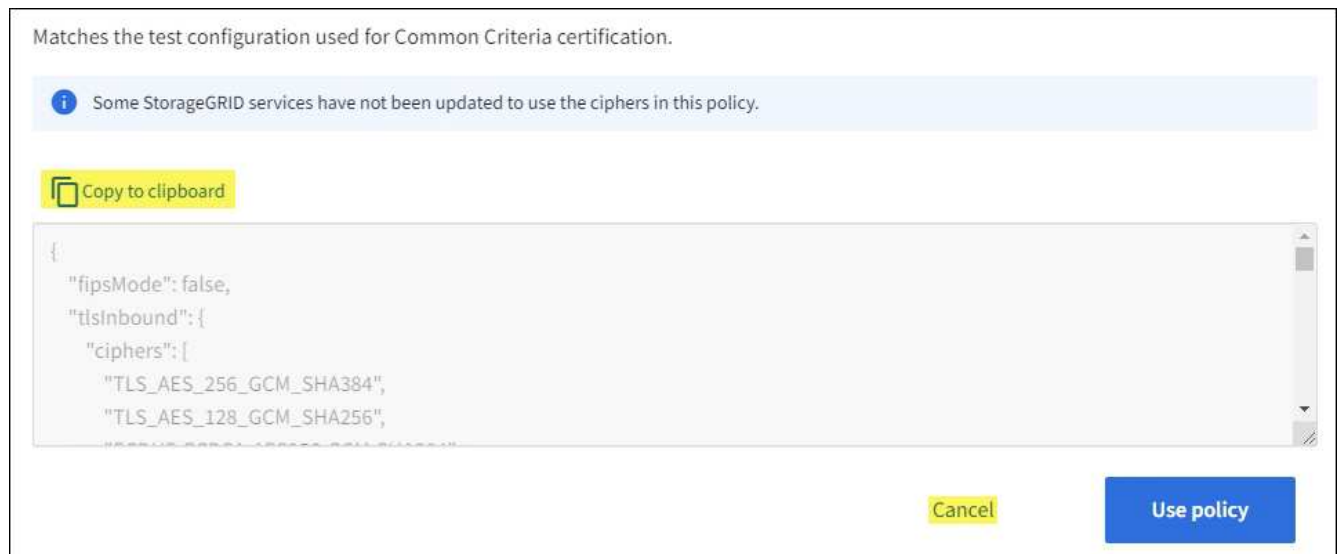 Matches the test configuration used for Common Criteria certification.
Some StorageGRID services have not been updated to use the ciphers in this policy.
Copy to clipboard
{
"fipsMode": false,
"tlsInbound": {
"ciphers": [
"TLS_AES_256_GCM_SHA384",
"TLS_AES_128_GCM_SHA256",
Cancel
Use policy